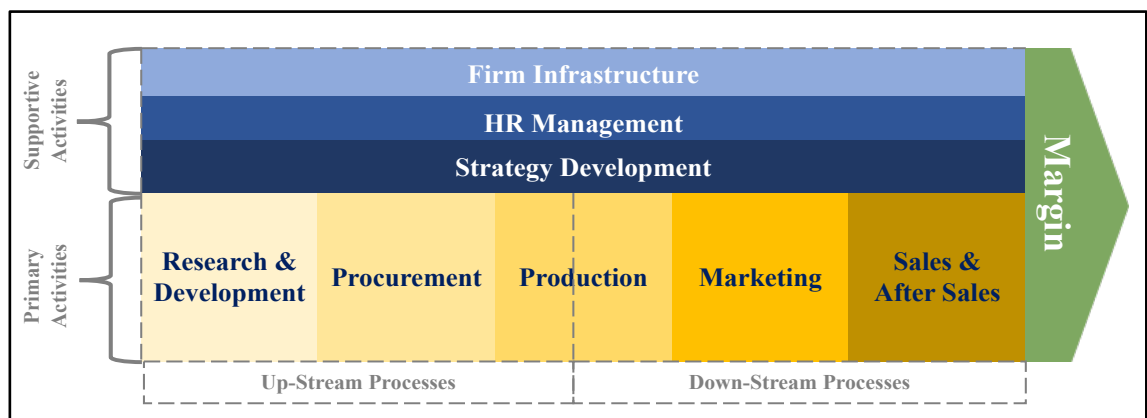 Supportive
Activities
Firm Infrastructure
HR Management
Strategy Development
Margin
Primary
Activities
Research &
Development
Procurement
Production
Marketing
Sales &
After Sales
Up-Stream Processes
Down-Stream Processes